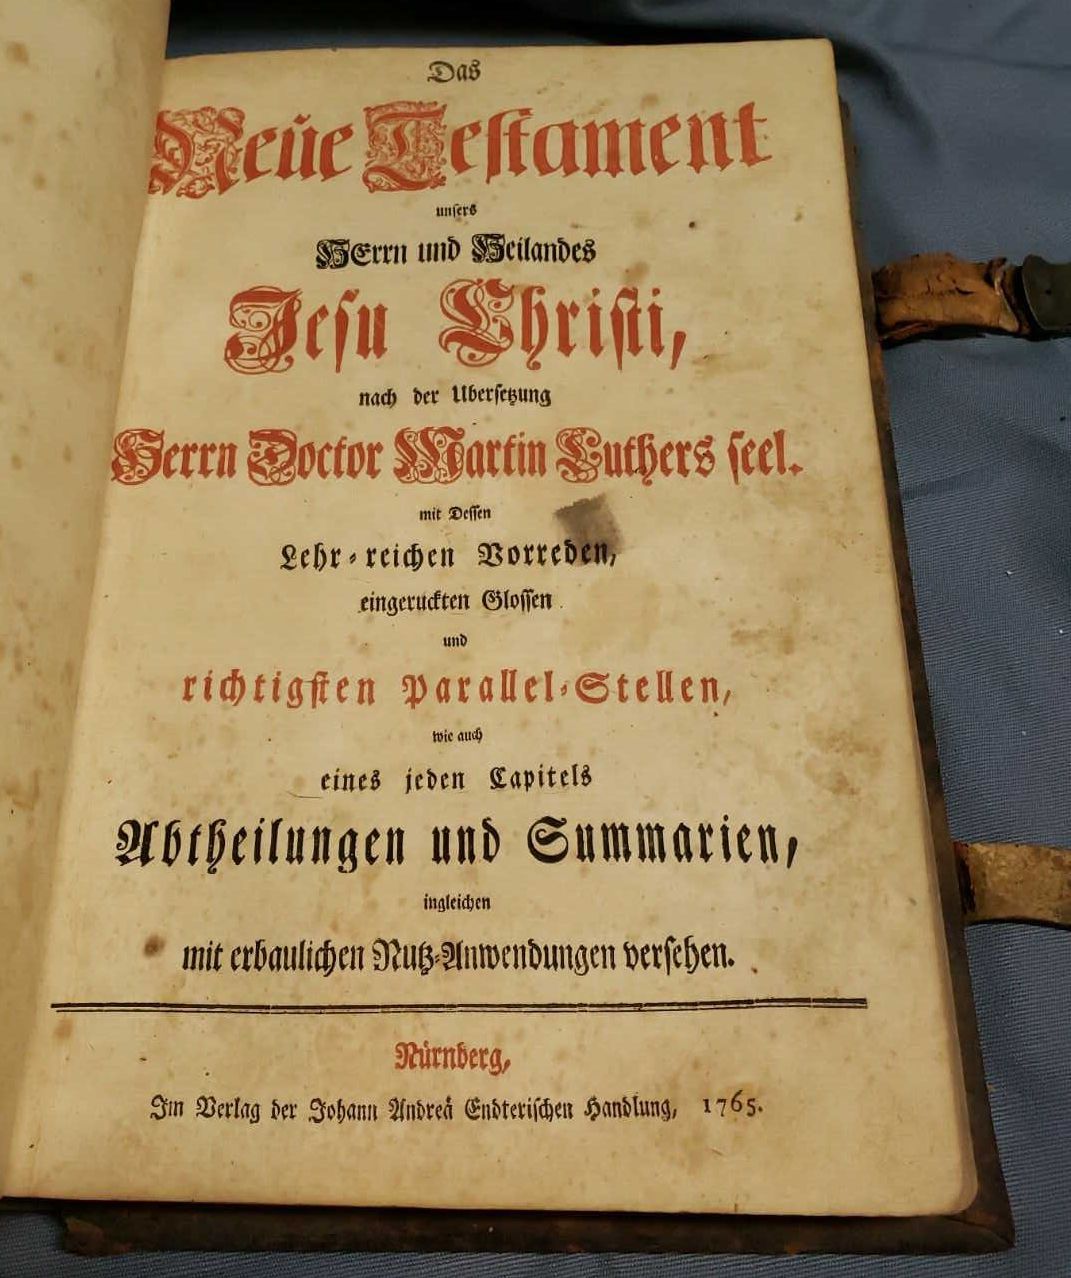 Das
Neüe Testament
unsers
HErrn und Heilandes
Jesu Christi,
nach der Ubersetzung
Herrn Doctor Martin Luthers seel.
mit Dessen
Lehr-reichen Vorreden,
eingeruckten Glossen
und
richtigsten Parallel-Stellen,
wie auch
eines jeden Capitels
Abtheilungen und Summarien,
ingleichen
mit erbaulichen Nutz-Anwendungen versehen.
Nürnberg,
Im Verlag der Johann Andreä Endterischen Handlung, 1765.